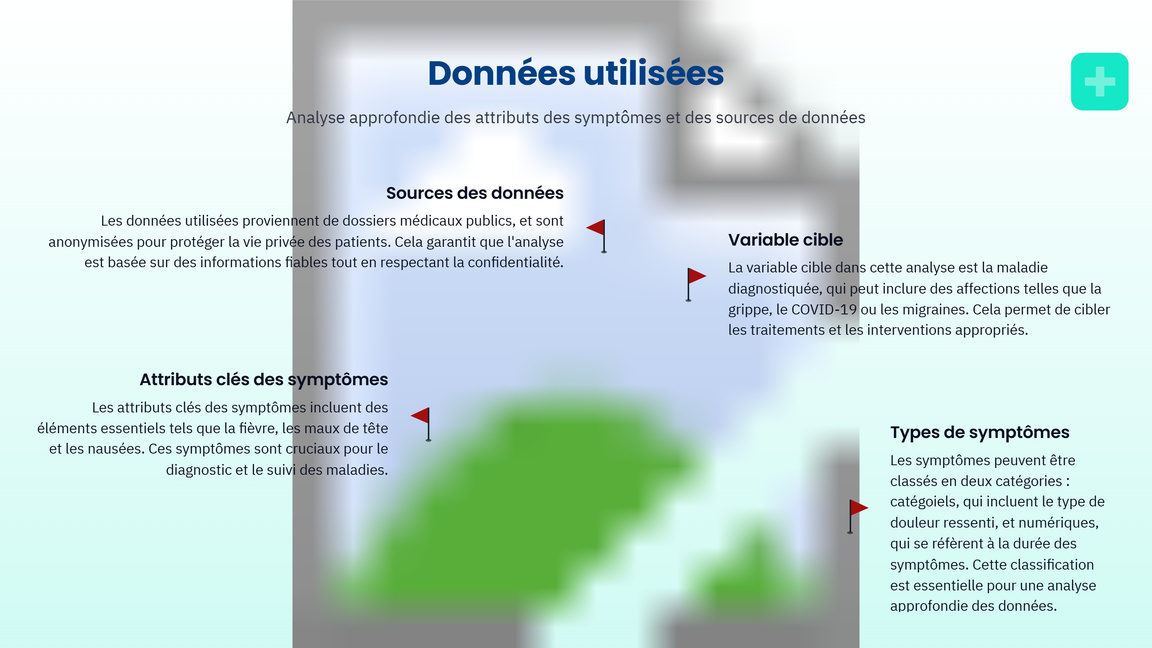 Données utilisées
Analyse approfondie des attributs des symptômes et des sources de données
Sources des données
Les données utilisées proviennent de dossiers médicaux publics, et sont
anonymisées pour protéger la vie privée des patients. Cela garantit que l'analyse
est basée sur des informations fiables tout en respectant la confidentialité.
Variable cible
La variable cible dans cette analyse est la maladie
diagnostiquée, qui peut inclure des affections telles que la
grippe, le COVID-19 ou les migraines. Cela permet de cibler
les traitements et les interventions appropriés.
Attributs clés des symptômes
Les attributs clés des symptômes incluent des
éléments essentiels tels que la fièvre, les maux de tête
et les nausées. Ces symptômes sont cruciaux pour le
diagnostic et le suivi des maladies.
Types de symptômes
Les symptômes peuvent être
classés en deux catégories :
catégoiels, qui incluent le type de
douleur ressenti, et numériques,
qui se réfèrent à la durée des
symptômes. Cette classification
est essentielle pour une analyse
approfondie des données.